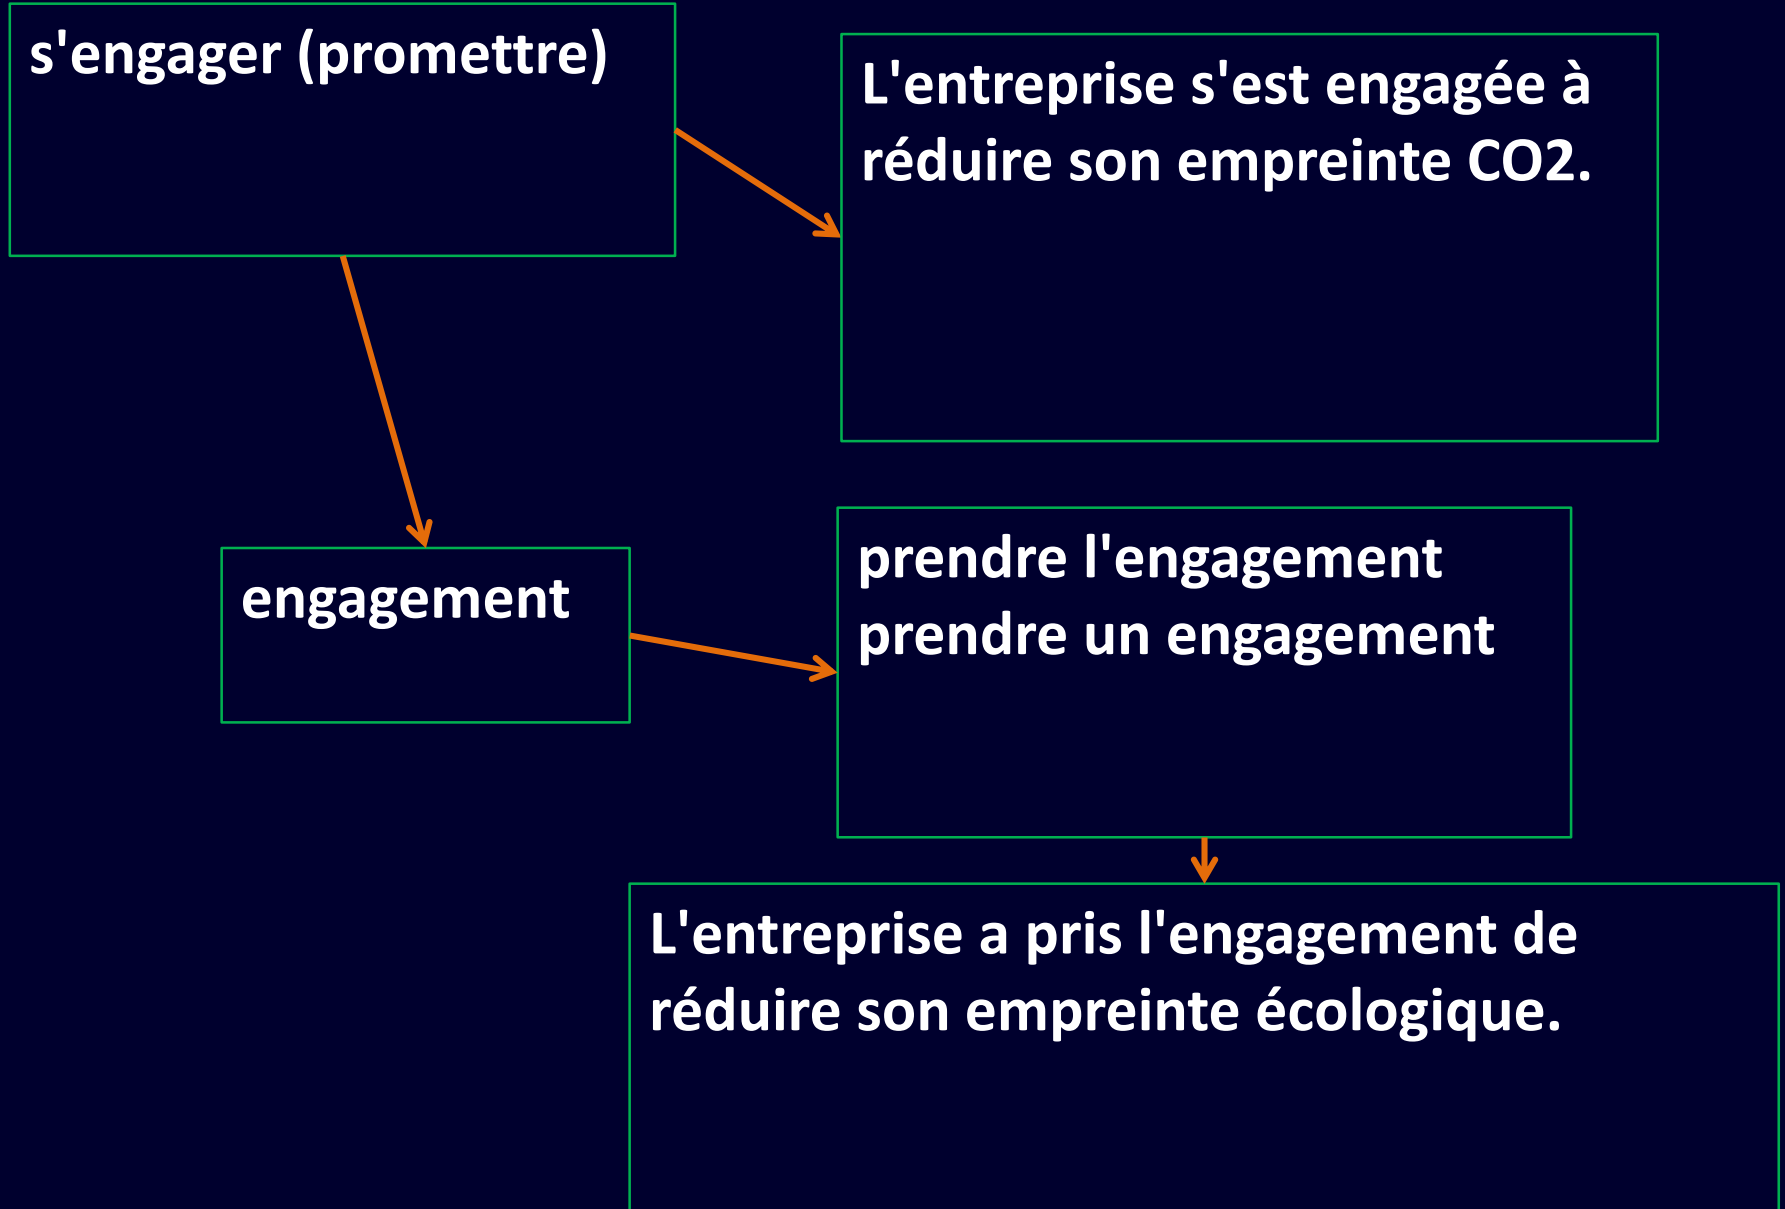 s'engager (promettre)
L'entreprise s'est engagée à
réduire son empreinte CO2.
engagement
prendre l'engagement
prendre un engagement
L'entreprise a pris l'engagement de
réduire son empreinte écologique.